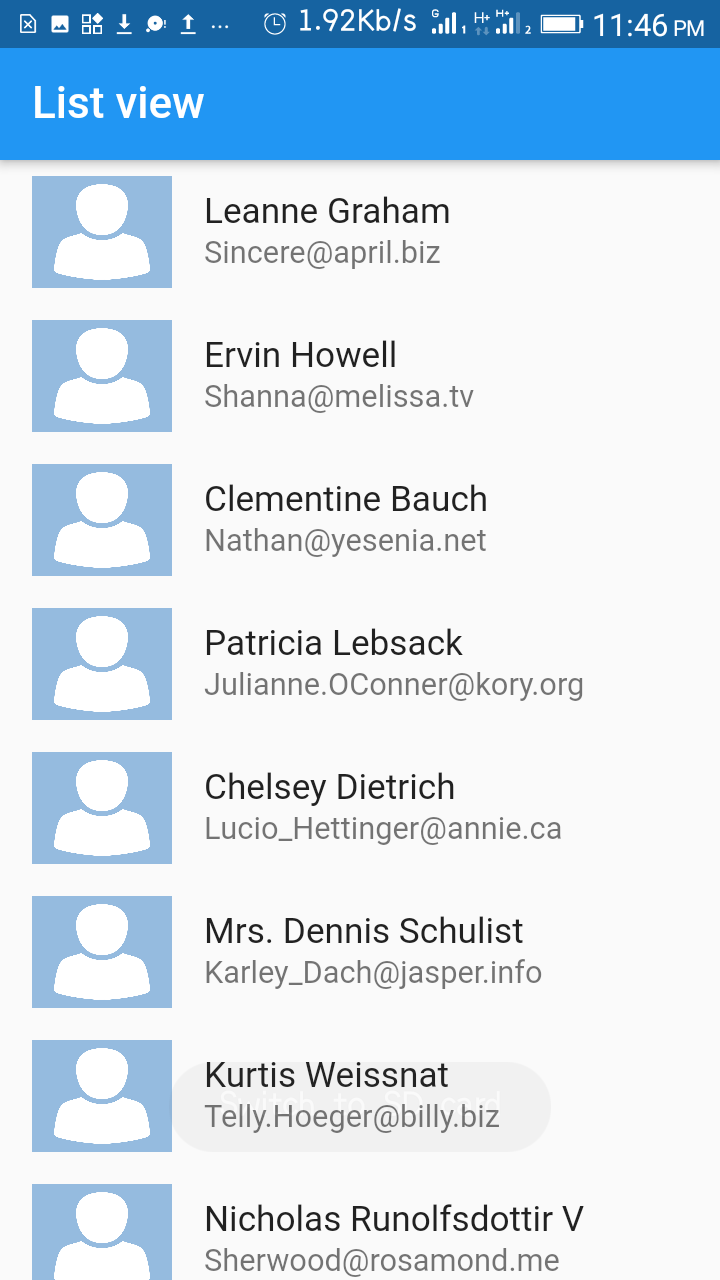 1.92Kb/s G 1 H+ H+ 2 11:46 PM
List view
Leanne Graham
Sincere@april.biz
Ervin Howell
Shanna@melissa.tv
Clementine Bauch
Nathan@yesenia.net
Patricia Lebsack
Julianne.OConner@kory.org
Chelsey Dietrich
Lucio_Hettinger@annie.ca
Mrs. Dennis Schulist
Karley_Dach@jasper.info
Kurtis Weissnat
Switch to SD card
Telly.Hoeger@billy.biz
Nicholas Runolfsdottir V
Sherwood@rosamond.me